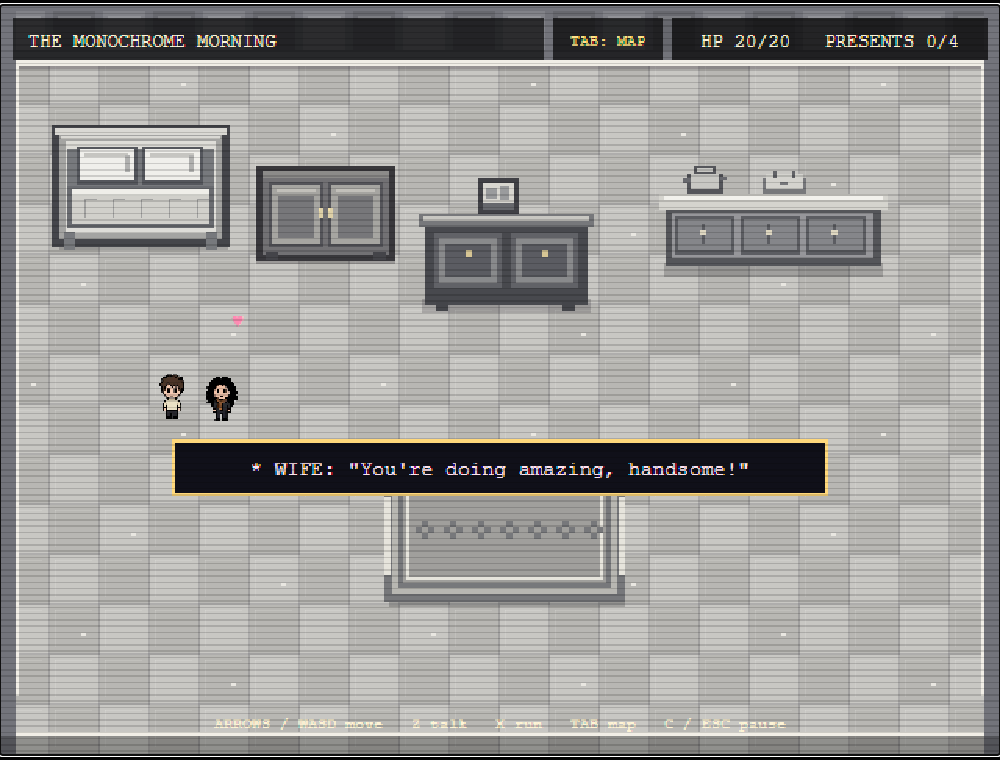 THE MONOCHROME MORNING
TAB: MAP
HP 20/20 PRESENTS 0/4
* WIFE: "You're doing amazing, handsome!"
ARROWS / WASD move Z talk X run TAB map C / ESC pause